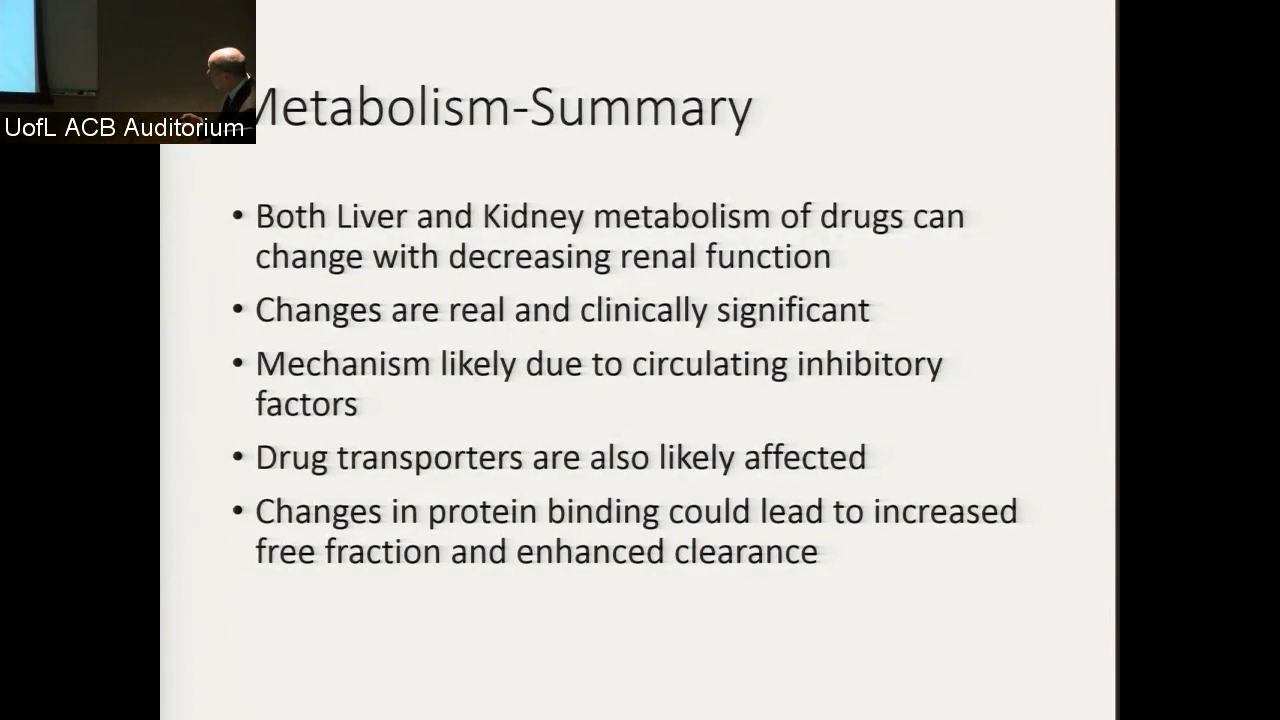 UofL ACB Auditorium
Metabolism-Summary
• Both Liver and Kidney metabolism of drugs can
change with decreasing renal function
• Changes are real and clinically significant
• Mechanism likely due to circulating inhibitory
factors
• Drug transporters are also likely affected
• Changes in protein binding could lead to increased
free fraction and enhanced clearance